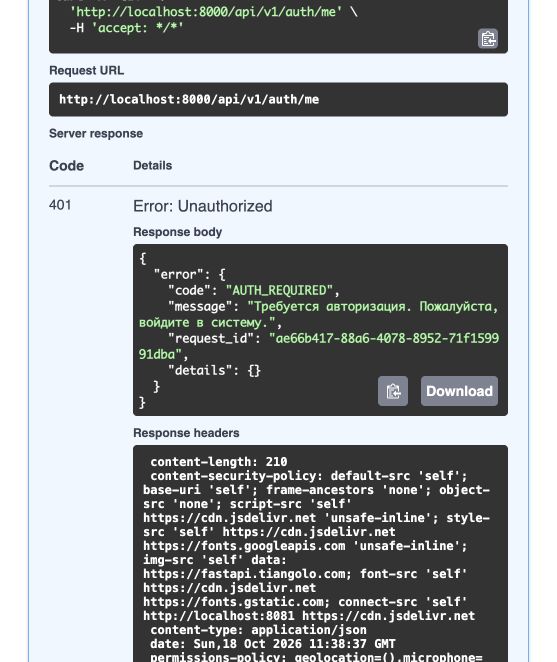 'http://localhost:8000/api/v1/auth/me' \
-H 'accept: */*'
Request URL
http://localhost:8000/api/v1/auth/me
Server response
Code Details
401 Error: Unauthorized
Response body
{
"error": {
"code": "AUTH_REQUIRED",
"message": "Требуется авторизация. Пожалуйста,
войдите в систему.",
"request_id": "ae66b417-88a6-4078-8952-71f1599
91dba",
"details": {}
}
}
Download
Response headers
content-length: 210
content-security-policy: default-src 'self';
base-uri 'self'; frame-ancestors 'none'; object-
src 'none'; script-src 'self'
https://cdn.jsdelivr.net 'unsafe-inline'; style-
src 'self' https://cdn.jsdelivr.net
https://fonts.googleapis.com 'unsafe-inline';
img-src 'self' data:
https://fastapi.tiangolo.com; font-src 'self'
https://cdn.jsdelivr.net
https://fonts.gstatic.com; connect-src 'self'
http://localhost:8081 https://cdn.jsdelivr.net
content-type: application/json
date: Sun,18 Oct 2026 11:38:37 GMT
permissions-policy: geolocation=(),microphone=